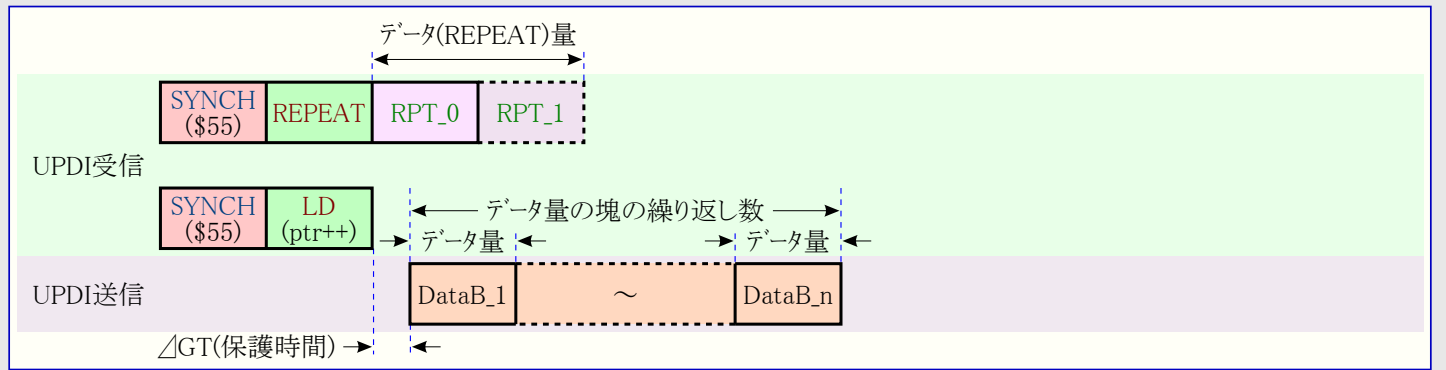 データ(REPEAT)量
SYNCH
($55)
REPEAT
RPT_0
RPT_1
UPDI受信
SYNCH
($55)
LD
(ptr++)
データ量の塊の繰り返し数
データ量
データ量
UPDI送信
DataB_1
～
DataB_n
⊿GT(保護時間)